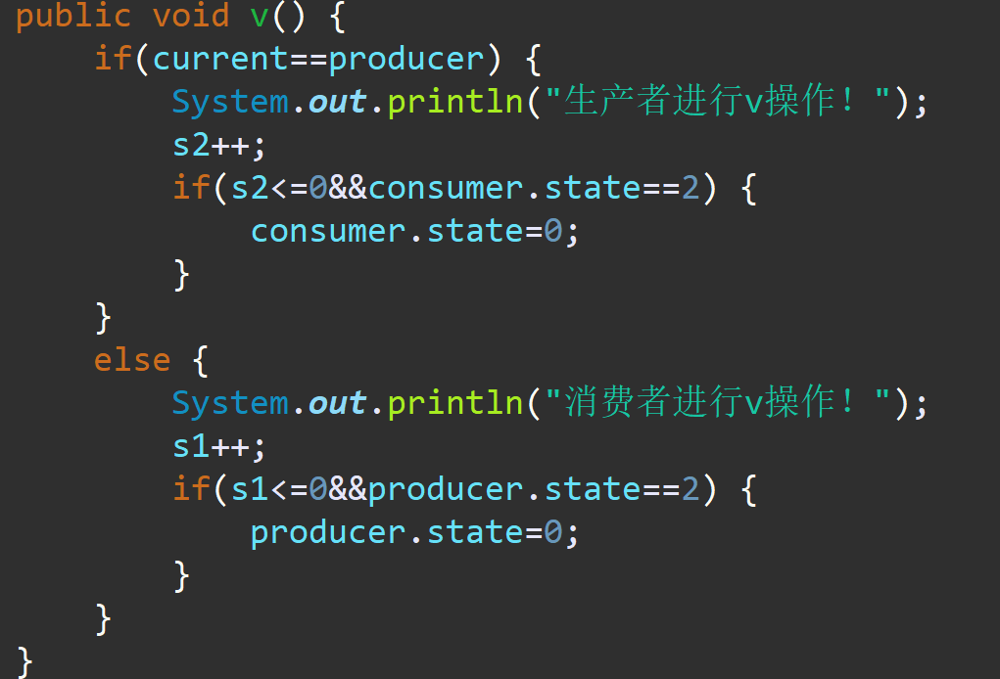 public void v() {
    if(current==producer) {
        System.out.println("生产者进行v操作！");
        s2++;
        if(s2<=0&&consumer.state==2) {
            consumer.state=0;
        }
    }
    else {
        System.out.println("消费者进行v操作！");
        s1++;
        if(s1<=0&&producer.state==2) {
            producer.state=0;
        }
    }
}